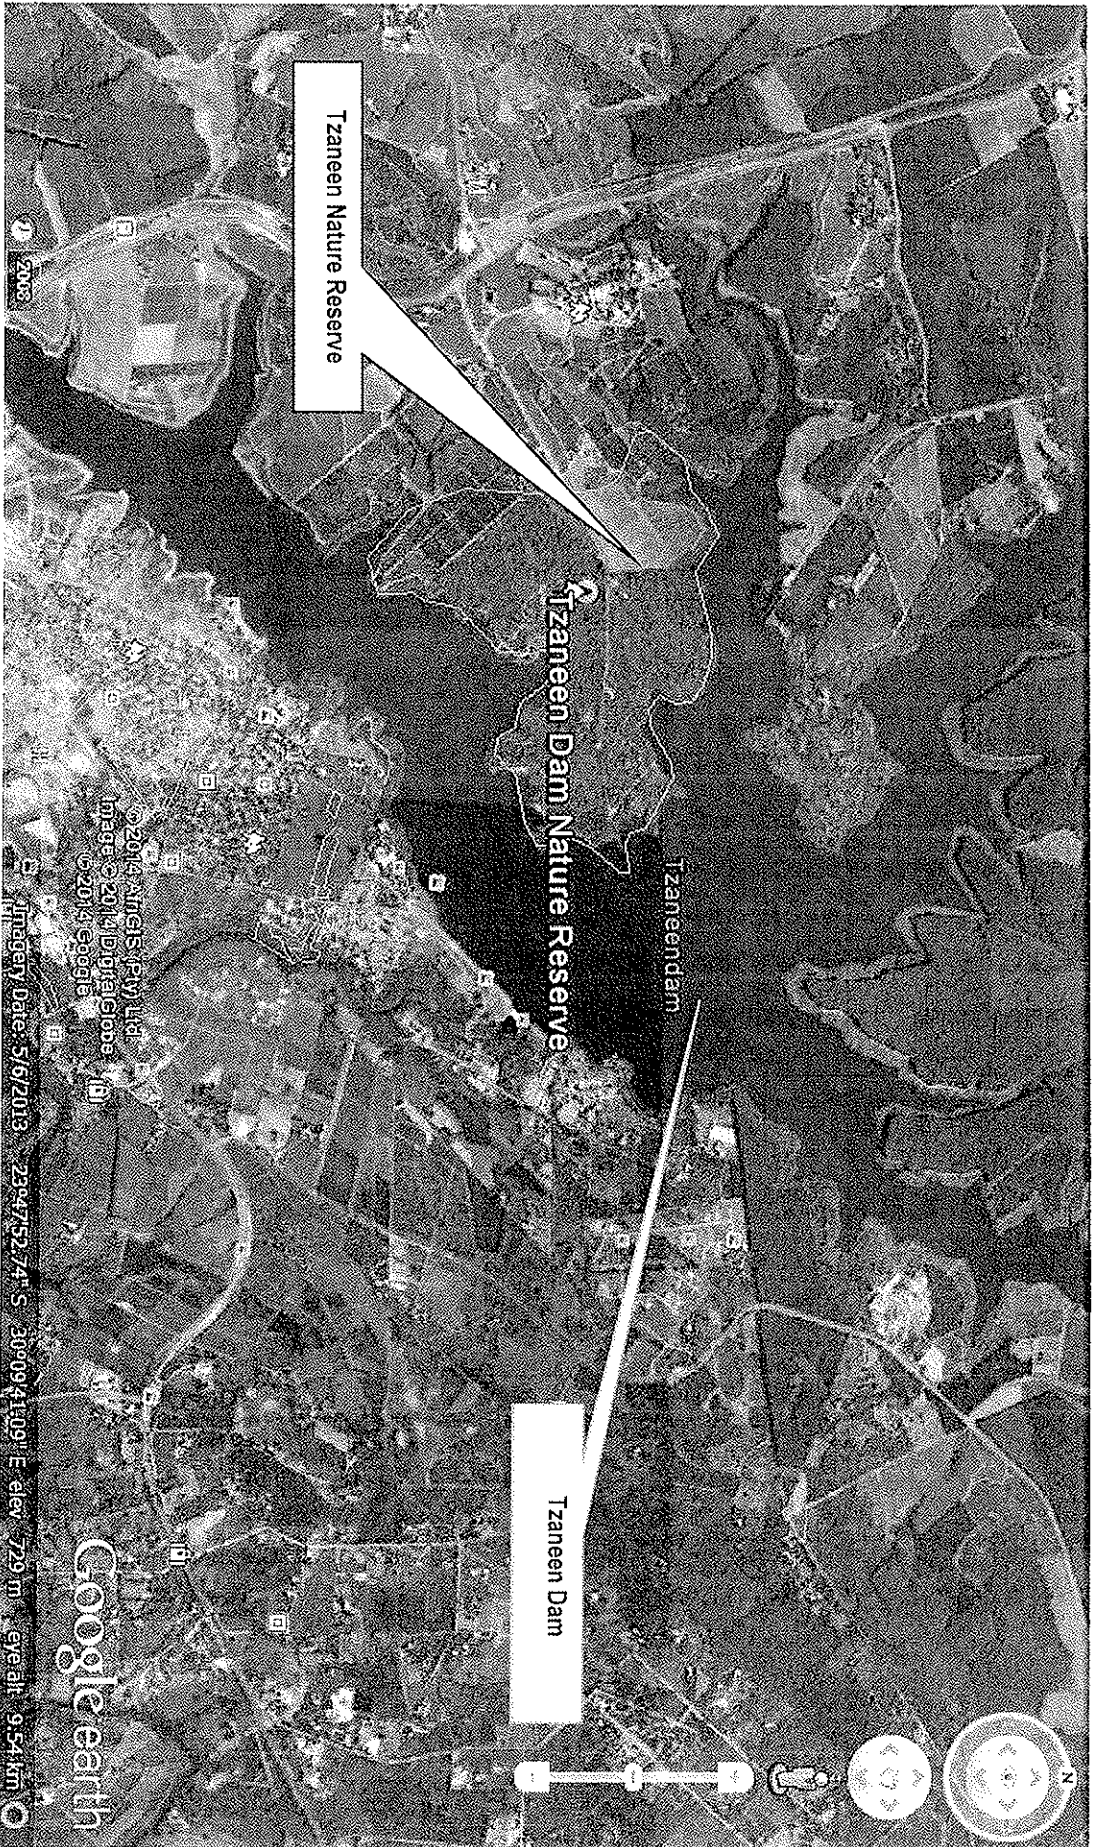 N
Tzaneendam
Tzaneen Dam Nature Reserve
Tzaneen Nature Reserve
Tzaneen Dam
© 2014 AfriGIS (Pty) Ltd.
Image © 2014 DigitalGlobe
© 2014 Google
Google earth
2008
Imagery Date: 5/6/2013 23°47'52.74" S 30°09'41.09" E elev 729 m eye alt 9.54 km